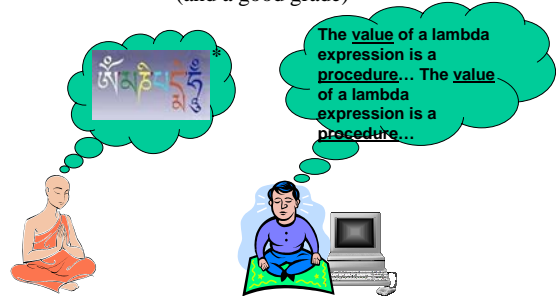 (and a good grade)
ཨོཾ མ ཎི པ དྨེ ཧཱུྃ *
The value of a lambda
expression is a
procedure… The value
of a lambda
expression is a
procedure…